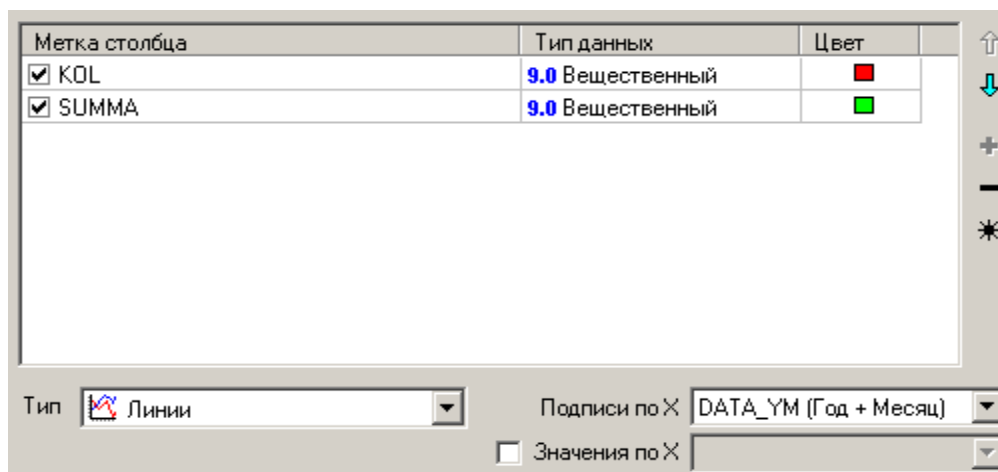 Метка столбца Тип данных Цвет
KOL 9.0 Вещественный
SUMMA 9.0 Вещественный
Тип Линии Подписи по X DATA_YM (Год + Месяц)
Значения по X